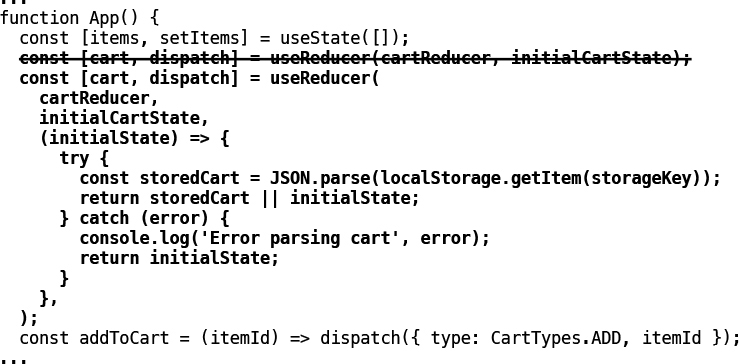 ...
function App() {
  const [items, setItems] = useState([]);
  const [cart, dispatch] = useReducer(cartReducer, initialCartState);
  const [cart, dispatch] = useReducer(
    cartReducer,
    initialCartState,
    (initialState) => {
      try {
        const storedCart = JSON.parse(localStorage.getItem(storageKey));
        return storedCart || initialState;
      } catch (error) {
        console.log('Error parsing cart', error);
        return initialState;
      }
    },
  );
  const addToCart = (itemId) => dispatch({ type: CartTypes.ADD, itemId });
...